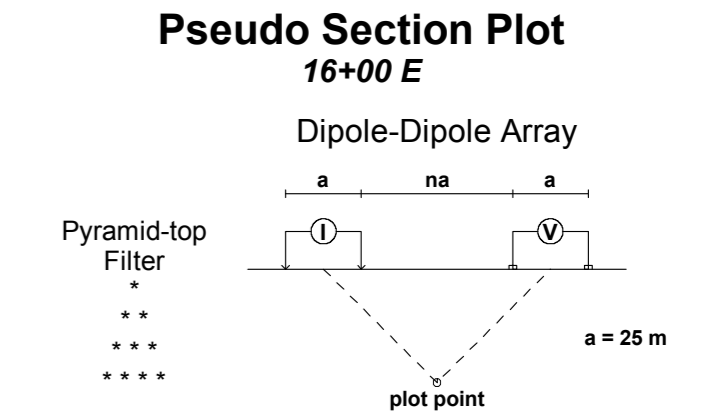 Pseudo Section Plot
16+00 E
Dipole-Dipole Array
a na a
Pyramid-top
Filter
*
* *
* * *
* * * *
I V
a = 25 m
plot point